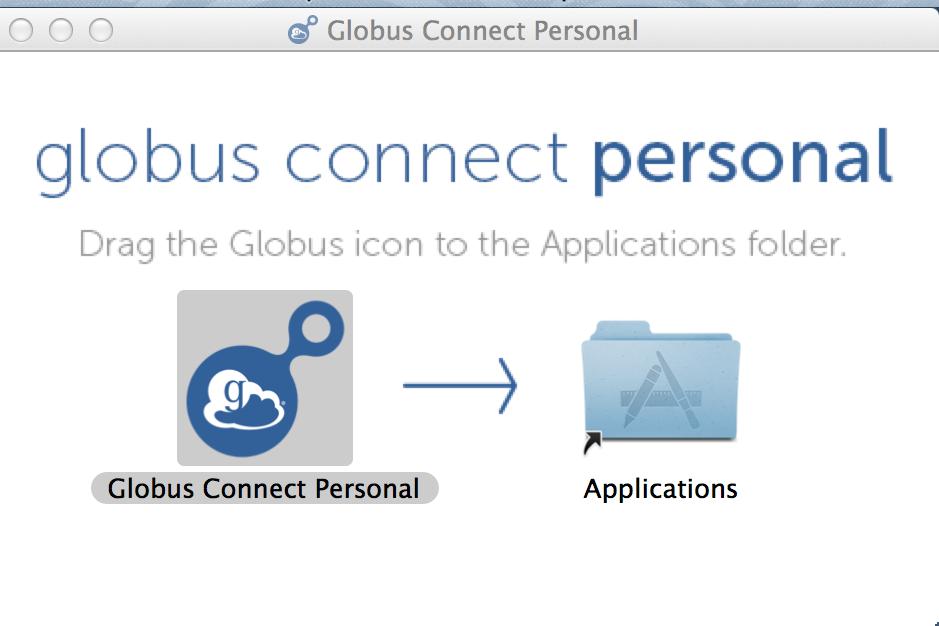 Globus Connect Personal
globus connect personal
Drag the Globus icon to the Applications folder.
g
Globus Connect Personal
Applications